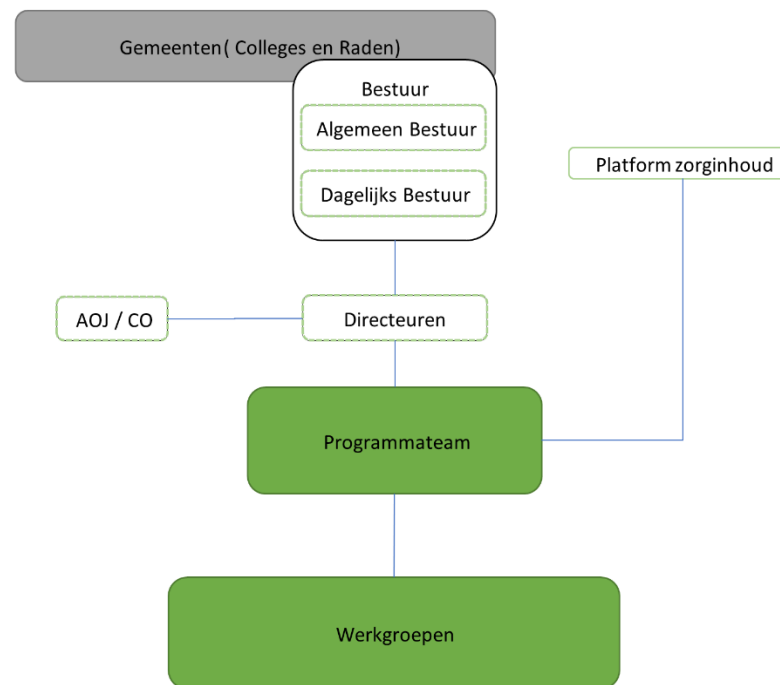 Gemeenten( Colleges en Raden)
Bestuur
Algemeen Bestuur
Dagelijks Bestuur
Platform zorginhoud
AOJ / CO
Directeuren
Programmateam
Werkgroepen